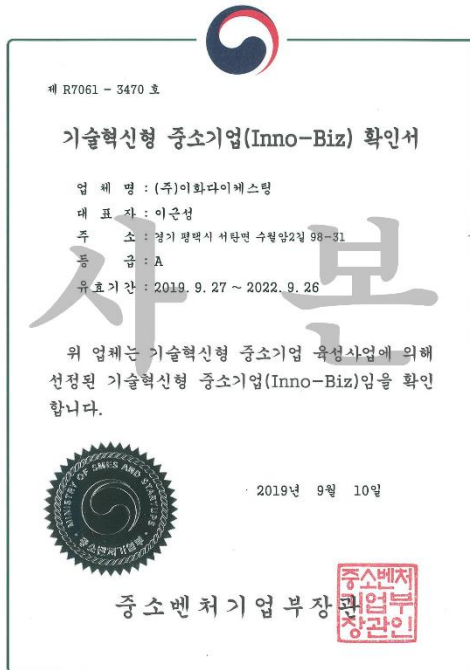 제 R7061 - 3470 호
기술혁신형 중소기업(Inno-Biz) 확인서
업 체 명 : (주)이화다이케스팅
대 표 자 : 이근성
주 소 : 경기 평택시 서탄면 수월암2길 98-31
등 급 : A
유효기간 : 2019. 9. 27 ~ 2022. 9. 26
사 본
위 업체는 기술혁신형 중소기업 육성사업에 의해
선정된 기술혁신형 중소기업(Inno-Biz)임을 확인
합니다.
2019년 9월 10일
MINISTRY OF SMES AND STARTUPS
중소벤처기업부
중소벤처기업부장관
중소벤처
기업부
장관인